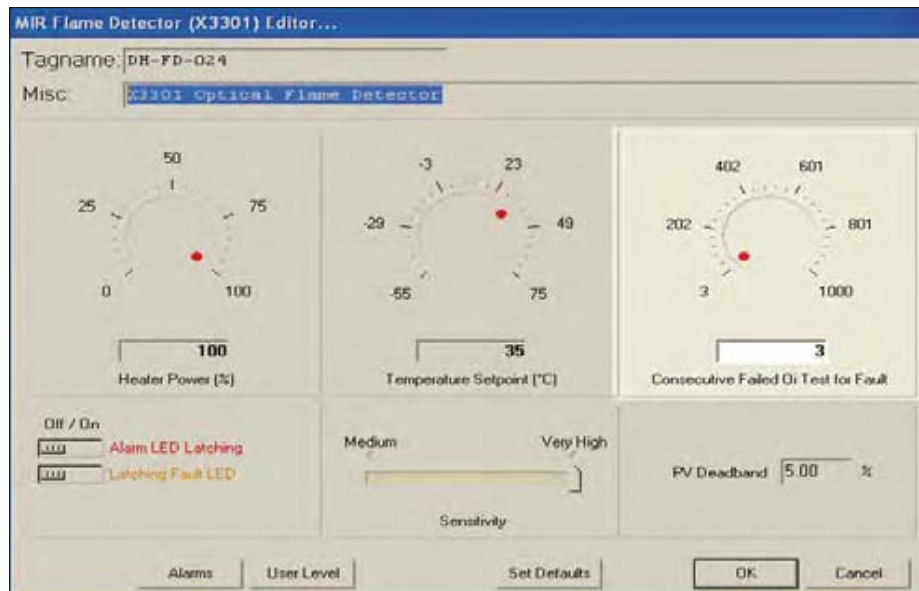 MIR Flame Detector (X3301) Editor...
Tagname: DH-FD-024
Misc: X3301 Optical Flame Detector
0 25 50 75 100
100
Heater Power (%)
-55 -29 -3 23 49 75
35
Temperature Setpoint (°C)
3 202 402 601 801 1000
3
Consecutive Failed Oi Test for Fault
Off / On
Alarm LED Latching
Latching Fault LED
Medium Very High
Sensitivity
PV Deadband 5.00 %
Alarms User Level Set Defaults OK Cancel